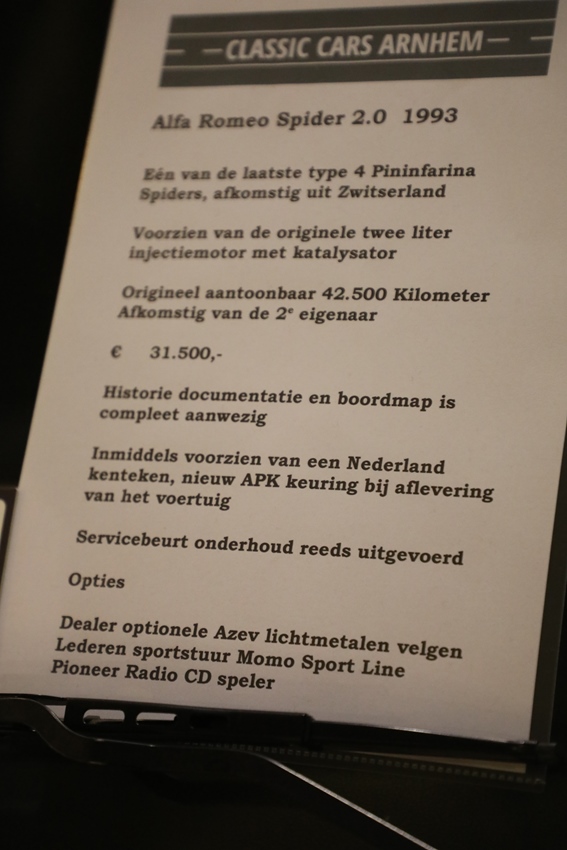 CLASSIC CARS ARNHEM
Alfa Romeo Spider 2.0 1993
Eén van de laatste type 4 Pininfarina
Spiders, afkomstig uit Zwitserland
Voorzien van de originele twee liter
injectiemotor met katalysator
Origineel aantoonbaar 42.500 Kilometer
Afkomstig van de 2e eigenaar
€ 31.500,-
Historie documentatie en boordmap is
compleet aanwezig
Inmiddels voorzien van een Nederland
kenteken, nieuw APK keuring bij aflevering
van het voertuig
Servicebeurt onderhoud reeds uitgevoerd
Opties
Dealer optionele Azev lichtmetalen velgen
Lederen sportstuur Momo Sport Line
Pioneer Radio CD speler